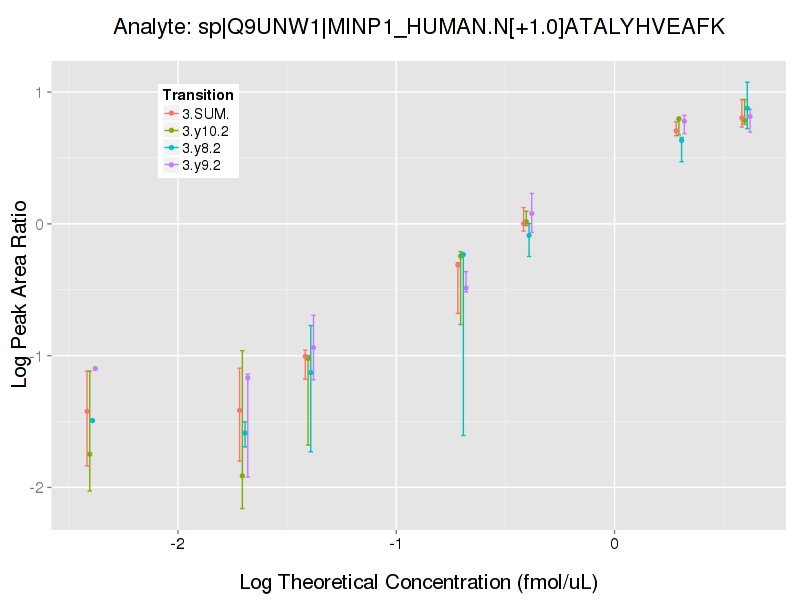 Analyte: sp|Q9UNW1|MINP1_HUMAN.N[+1.0]ATALYHVEAFK
Transition
3.SUM.
3.y10.2
3.y8.2
3.y9.2
Log Peak Area Ratio
1
0
-1
-2
-2
-1
0
Log Theoretical Concentration (fmol/uL)